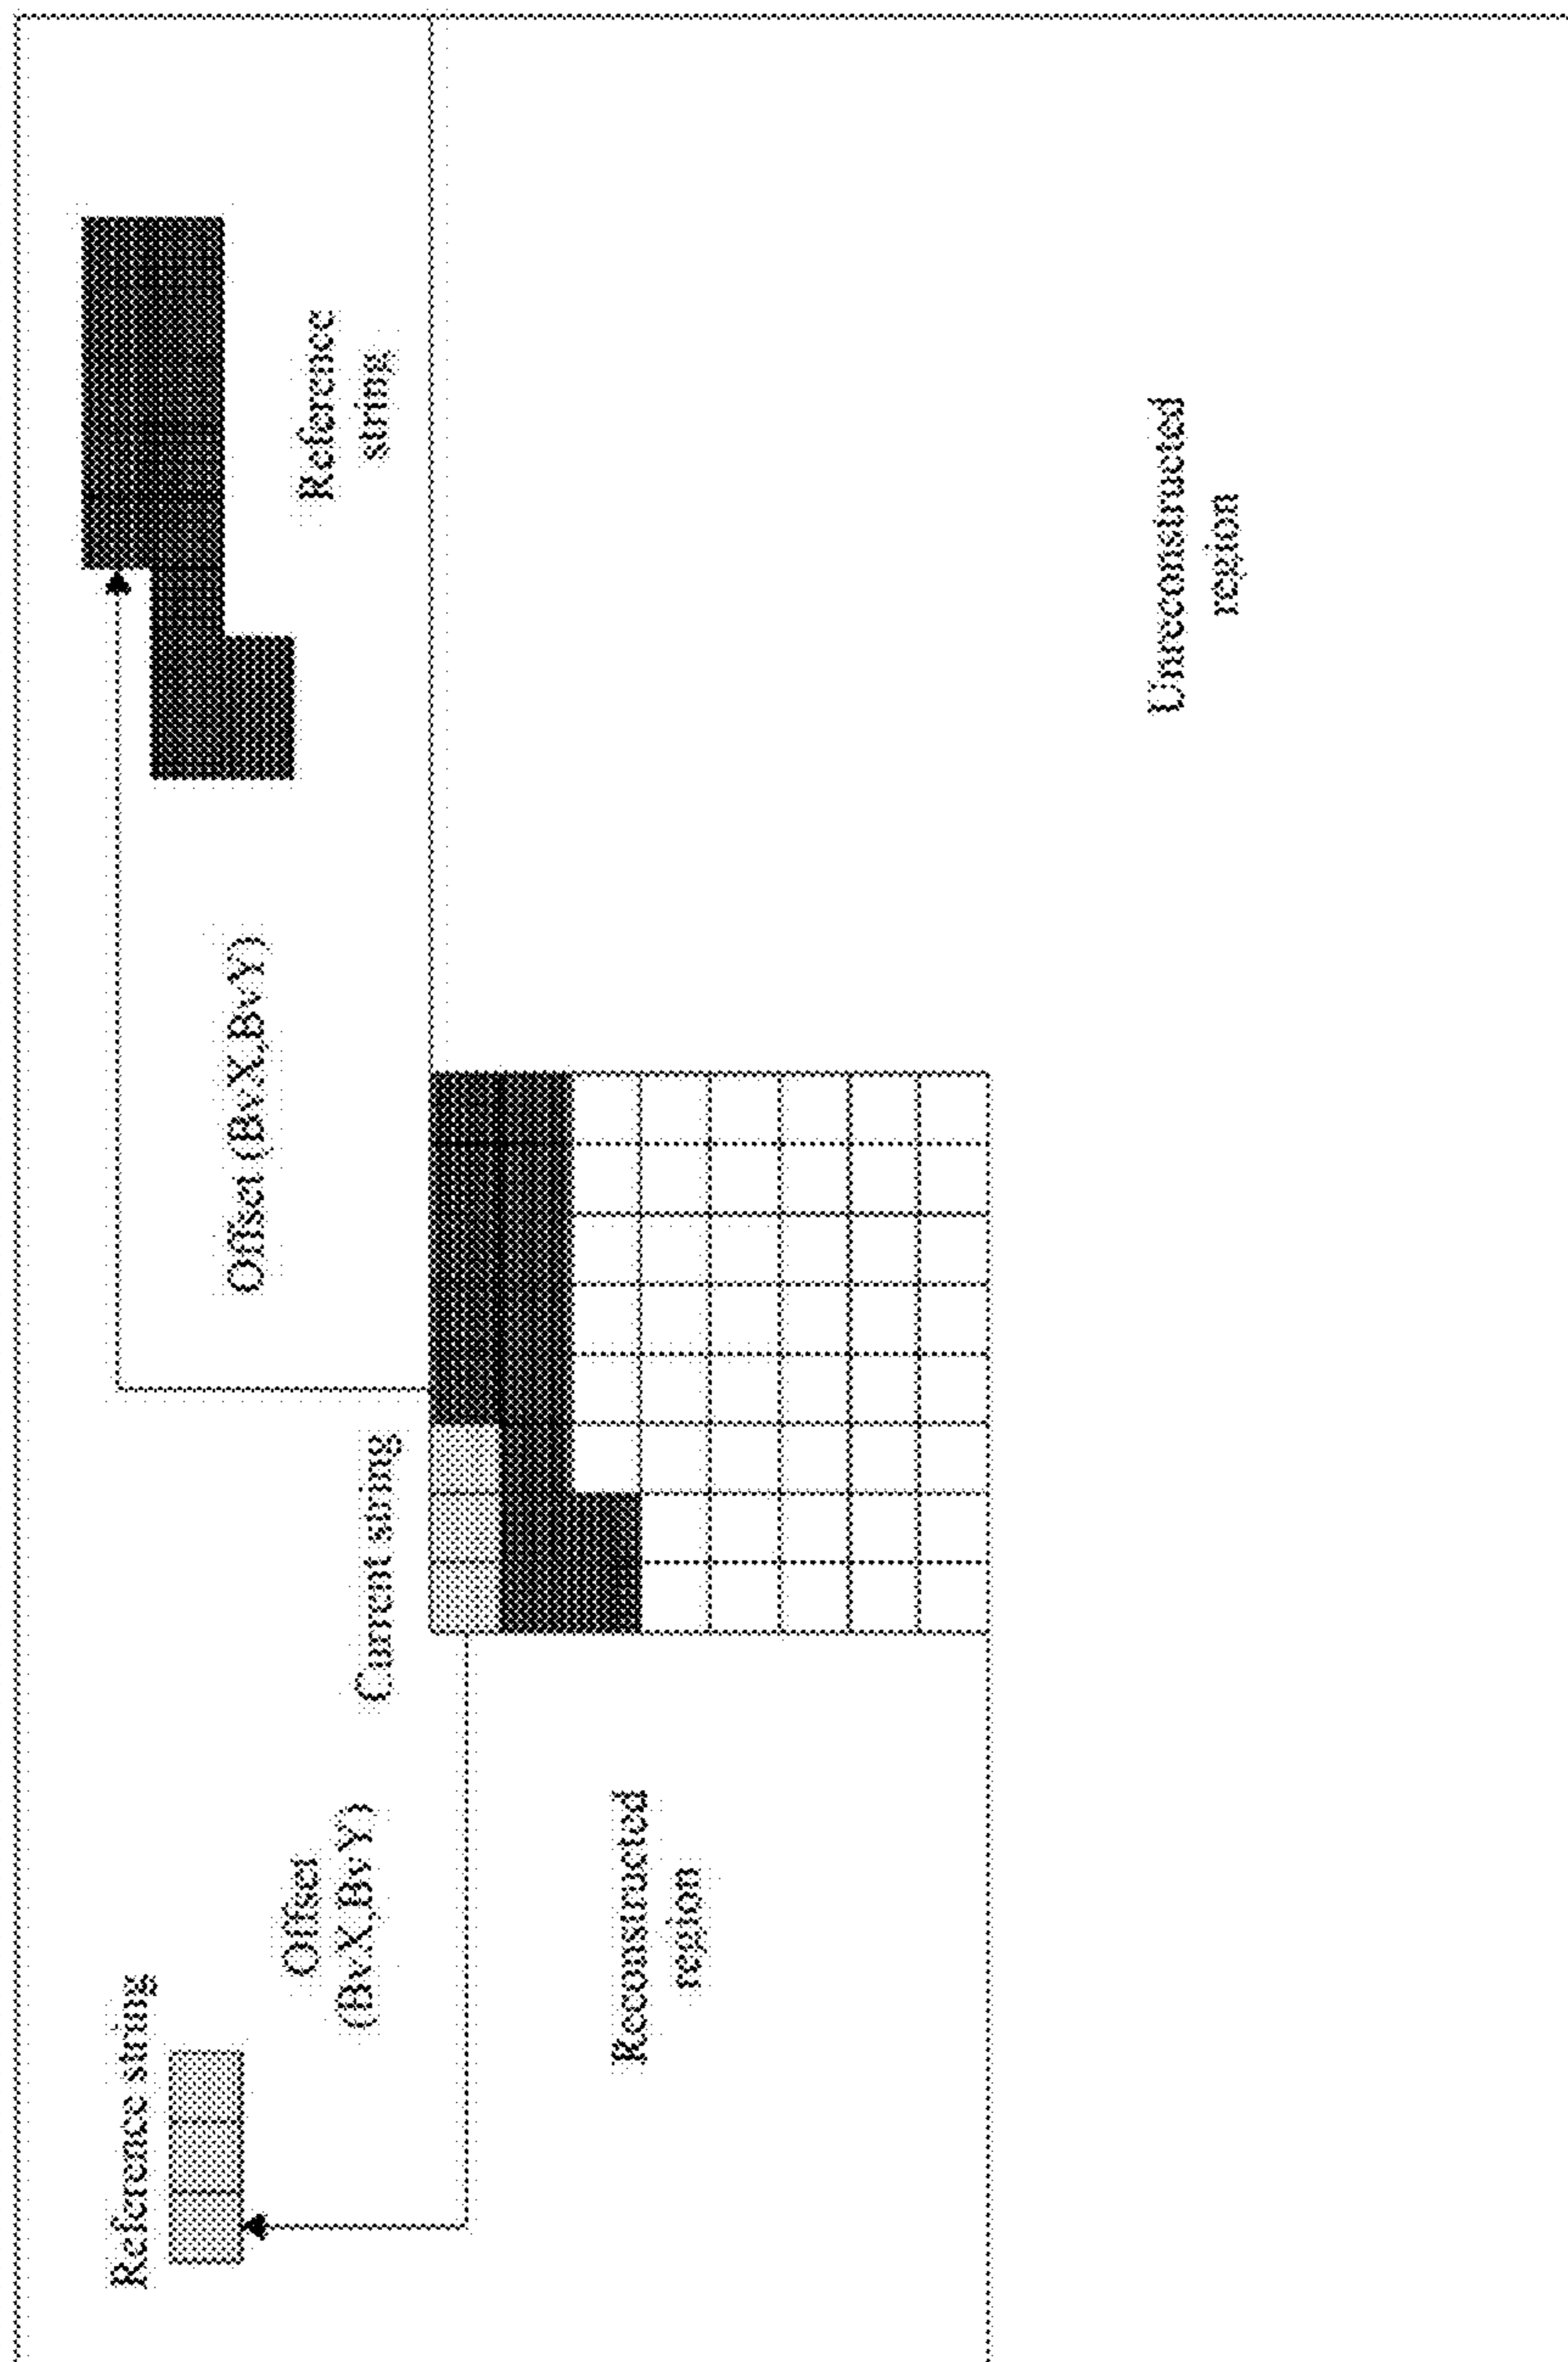 Reference string
Offset (BvX,BvY)
Reference
string
Offset
(BvX,BvY)
Current string
Reconstructed
region
Unreconstructed
region